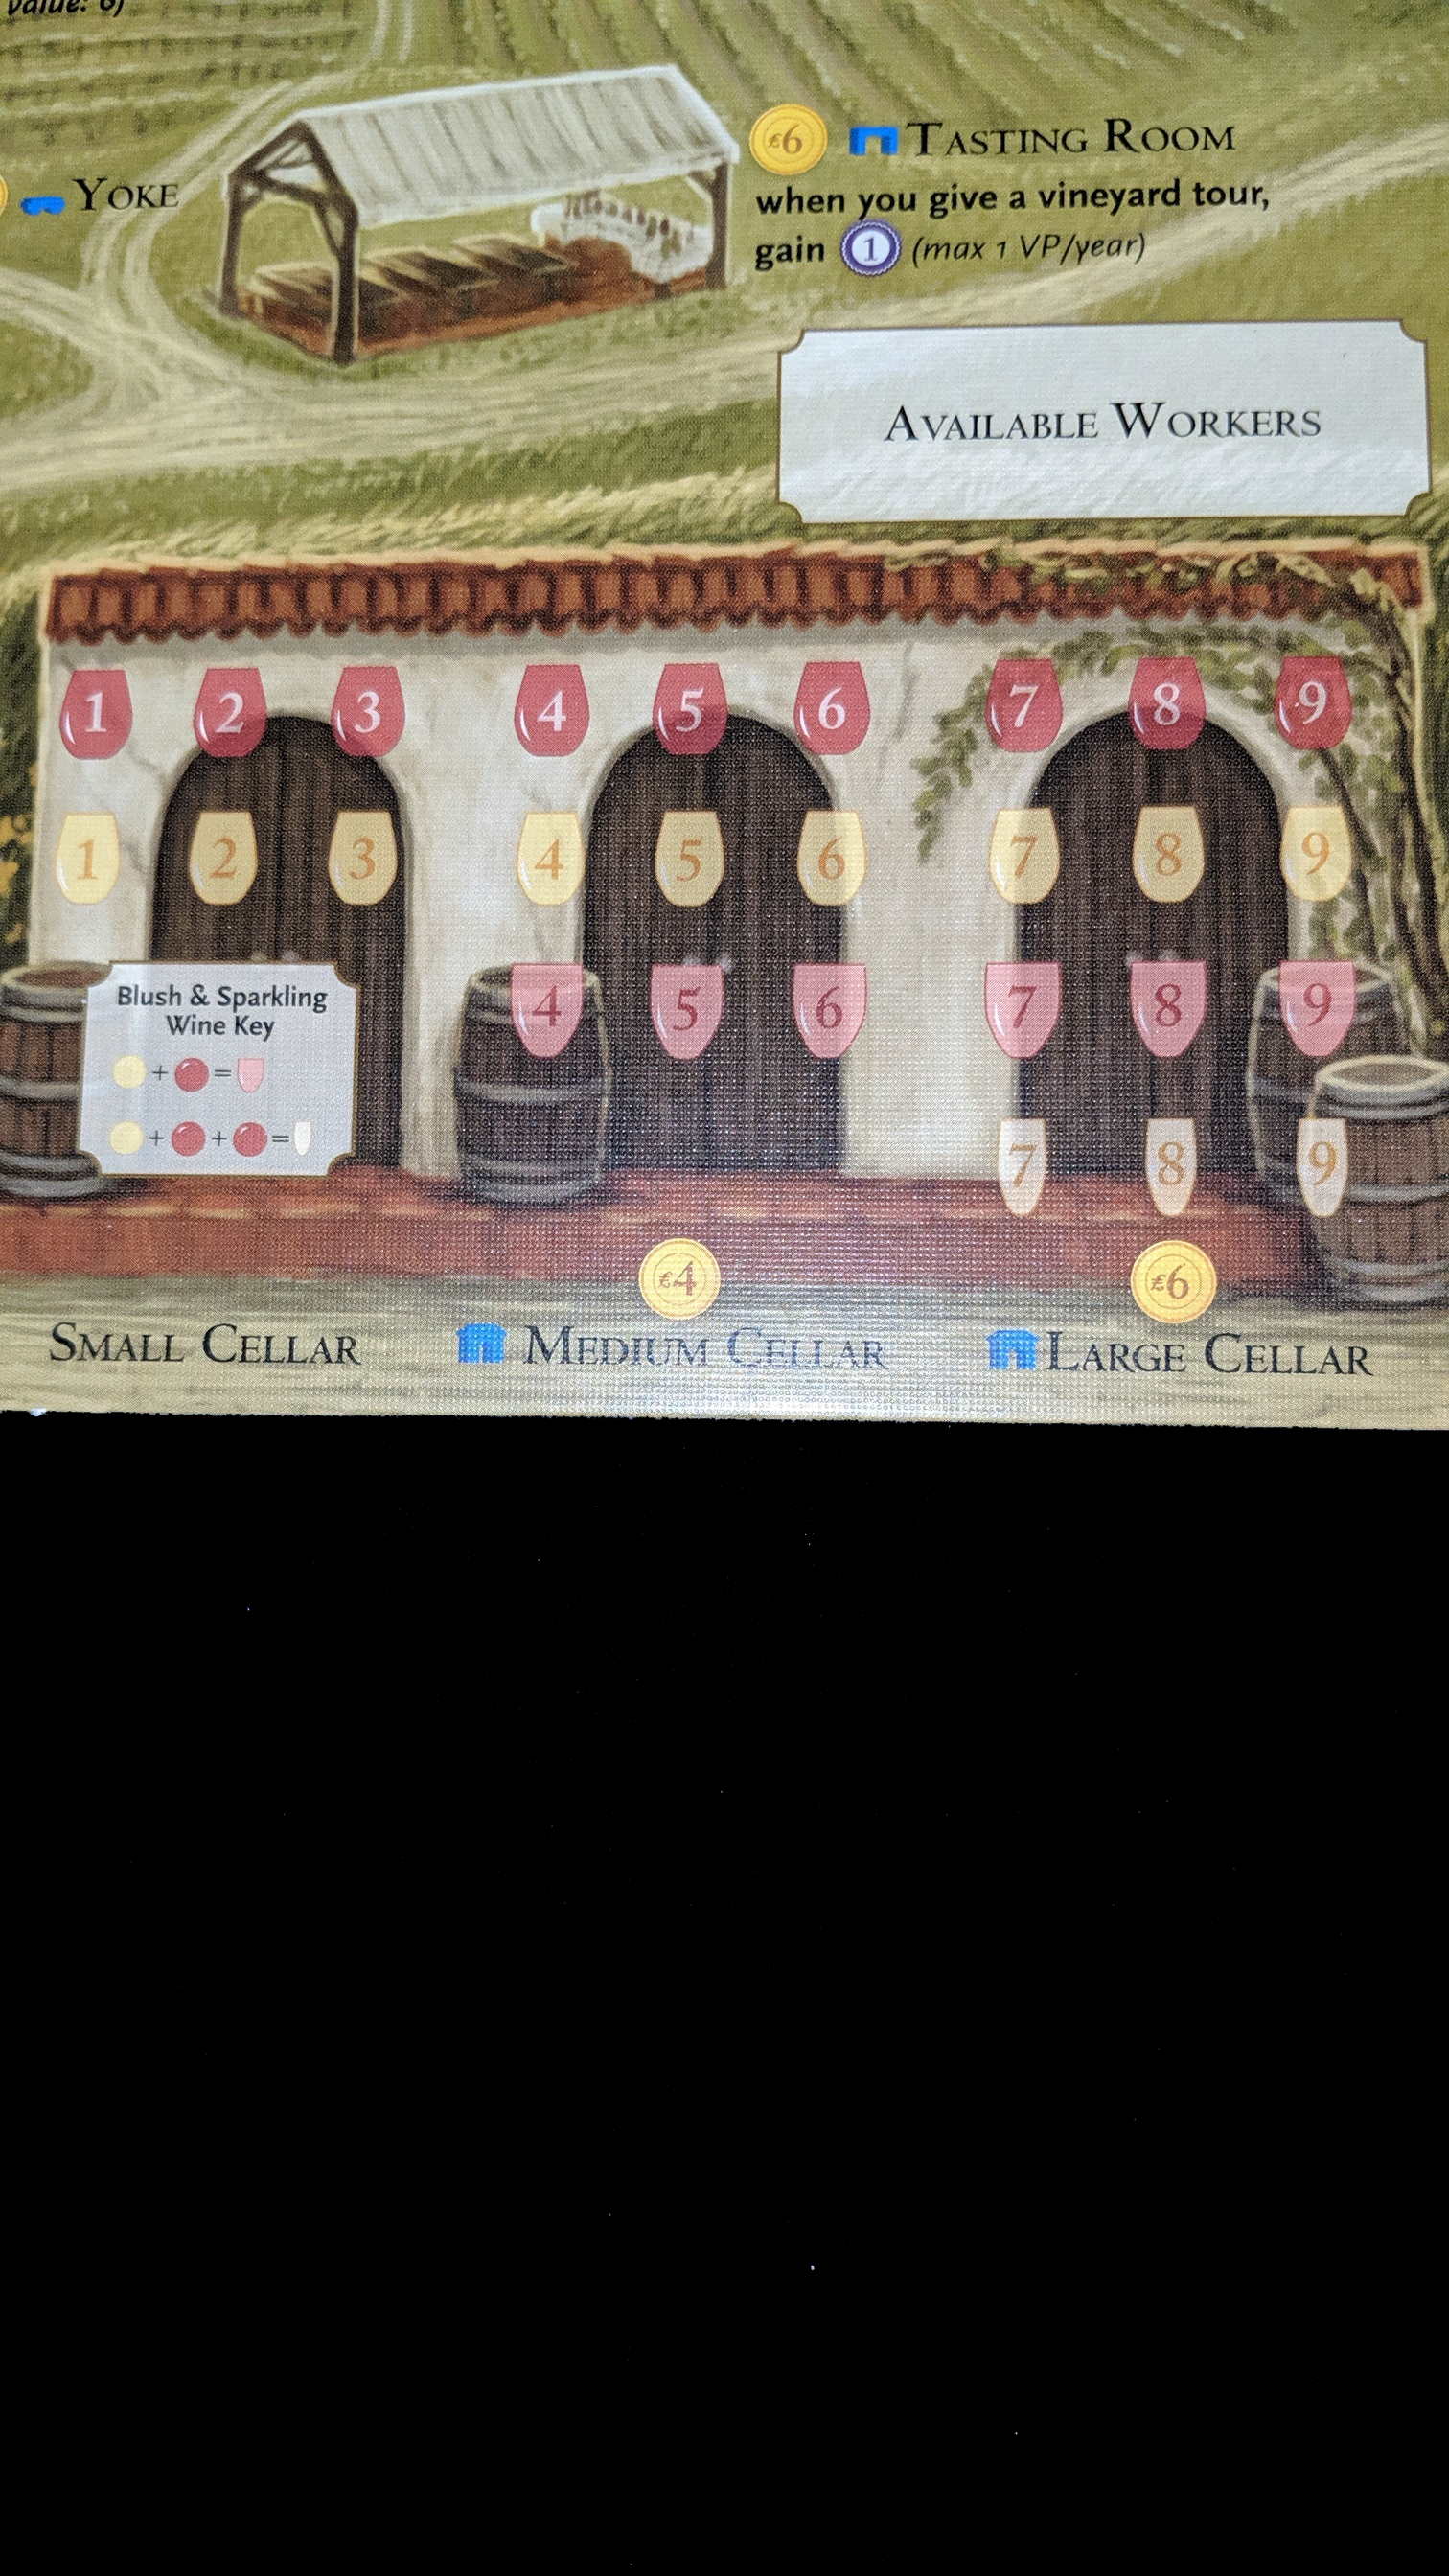 value: 6)
YOKE
6 TASTING ROOM
when you give a vineyard tour,
gain 1 (max 1 VP/year)
AVAILABLE WORKERS
1 2 3 4 5 6 7 8 9
1 2 3 4 5 6 7 8 9
4 5 6 7 8 9
Blush & Sparkling
Wine Key
+ =
+ + =
7 8 9
4 6
SMALL CELLAR MEDIUM CELLAR LARGE CELLAR